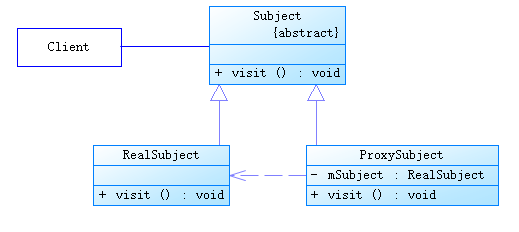 Subject
{abstract}
Client
+ visit () : void
RealSubject
+ visit () : void
ProxySubject
- mSubject : RealSubject
+ visit () : void